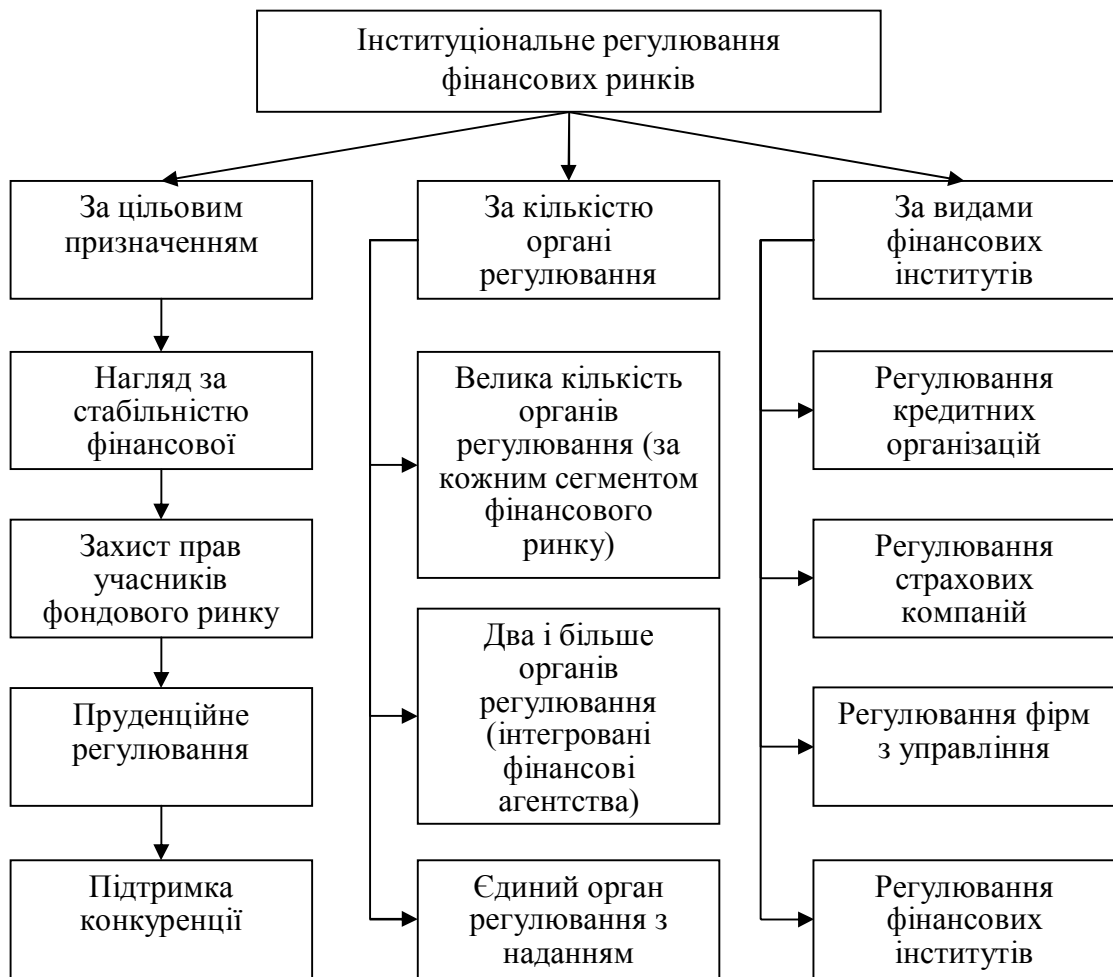 Інституціональне регулювання
фінансових ринків
За цільовим
призначенням
Нагляд за
стабільністю
фінансової
Захист прав
учасників
фондового ринку
Пруденційне
регулювання
Підтримка
конкуренції
За кількістю
органі
регулювання
Велика кількість
органів
регулювання (за
кожним сегментом
фінансового
ринку)
Два і більше
органів
регулювання
(інтегровані
фінансові
агентства)
Єдиний орган
регулювання з
наданням
За видами
фінансових
інститутів
Регулювання
кредитних
організацій
Регулювання
страхових
компаній
Регулювання фірм
з управління
Регулювання
фінансових
інститутів